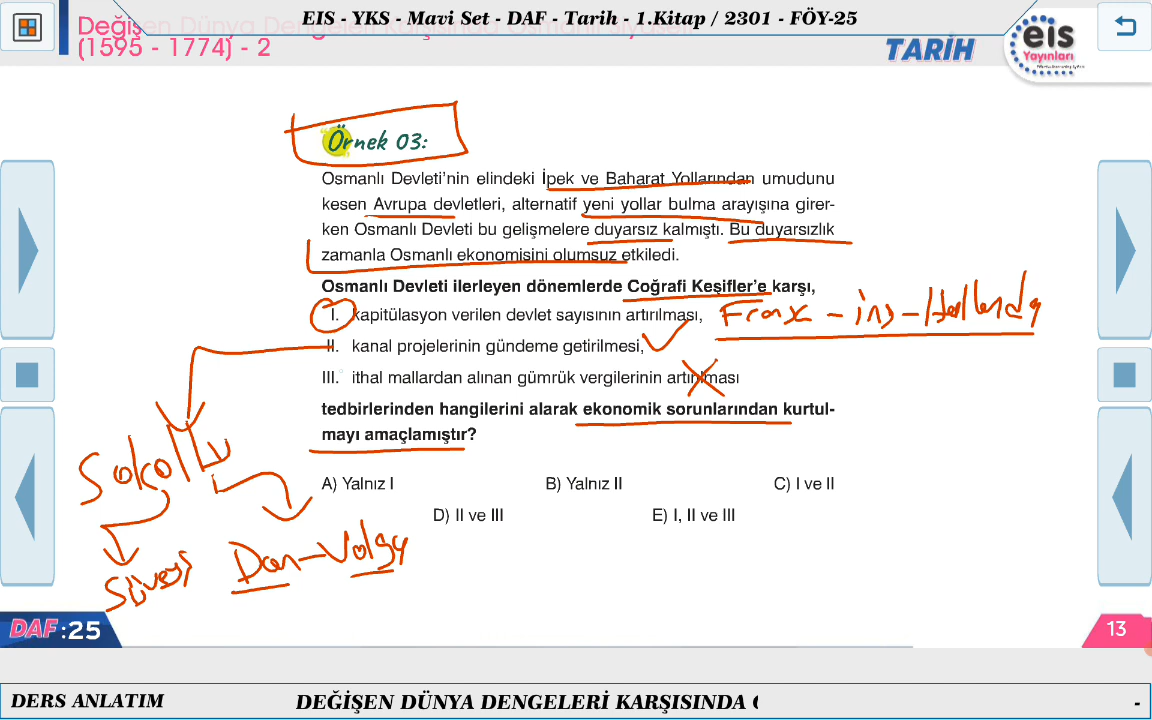 EIS - YKS - Mavi Set - DAF - Tarih - 1.Kitap / 2301 - FÖY-25
Değişen Dünya Dengeleri Karşısında Osmanlı Siyaseti
(1595 - 1774) - 2
TARİH
eis
Yayınları
Örnek 03:
Osmanlı Devleti'nin elindeki İpek ve Baharat Yollarından umudunu
kesen Avrupa devletleri, alternatif yeni yollar bulma arayışına girer-
ken Osmanlı Devleti bu gelişmelere duyarsız kalmıştı. Bu duyarsızlık
zamanla Osmanlı ekonomisini olumsuz etkiledi.
Osmanlı Devleti ilerleyen dönemlerde Coğrafi Keşifler'e karşı,
I. kapitülasyon verilen devlet sayısının artırılması,
II. kanal projelerinin gündeme getirilmesi,
III. ithal mallardan alınan gümrük vergilerinin artırılması
tedbirlerinden hangilerini alarak ekonomik sorunlarından kurtul-
mayı amaçlamıştır?
A) Yalnız I B) Yalnız II C) I ve II
D) II ve III E) I, II ve III
Sokollu
Süveyş Don-Volga
DAF:25
13
DERS ANLATIM DEĞİŞEN DÜNYA DENGELERİ KARŞISINDA -